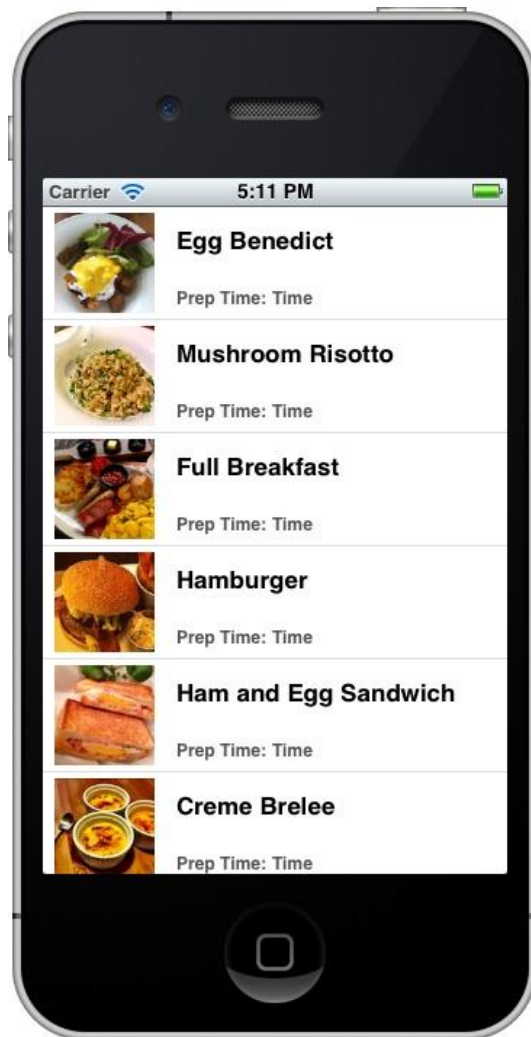 Carrier 5:11 PM
Egg Benedict
Prep Time: Time
Mushroom Risotto
Prep Time: Time
Full Breakfast
Prep Time: Time
Hamburger
Prep Time: Time
Ham and Egg Sandwich
Prep Time: Time
Creme Brelee
Prep Time: Time